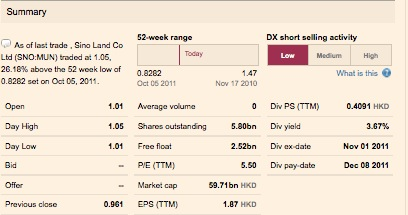 Summary
As of last trade , Sino Land Co
Ltd (SNO:MUN) traded at 1.05,
26.18% above the 52 week low of
0.8282 set on Oct 05, 2011.
52-week range
Today
0.8282 1.47
Oct 05 2011 Nov 17 2010
DX short selling activity
Low Medium High
What is this ?
Open 1.01
Day High 1.05
Day Low 1.01
Bid --
Offer --
Previous close 0.961
Average volume 0
Shares outstanding 5.80bn
Free float 2.52bn
P/E (TTM) 5.50
Market cap 59.71bn HKD
EPS (TTM) 1.87 HKD
Div PS (TTM) 0.4091 HKD
Div yield 3.67%
Div ex-date Nov 01 2011
Div pay-date Dec 08 2011